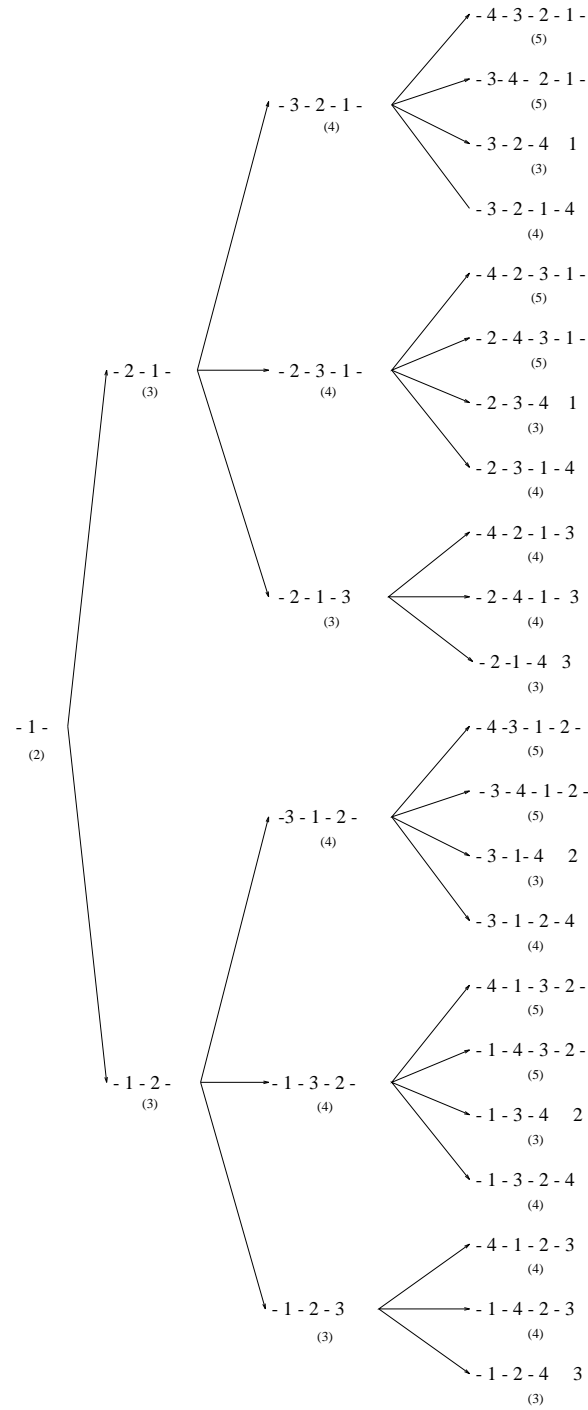 - 4 - 3 - 2 - 1 -
(5)
- 3- 4 - 2 - 1 -
(5)
- 3 - 2 - 1 -
(4)
- 3 - 2 - 4 1
(3)
- 3 - 2 - 1 - 4
(4)
- 4 - 2 - 3 - 1 -
(5)
- 2 - 4 - 3 - 1 -
(5)
- 2 - 1 -
(3)
- 2 - 3 - 1 -
(4)
- 2 - 3 - 4 1
(3)
- 2 - 3 - 1 - 4
(4)
- 4 - 2 - 1 - 3
(4)
- 2 - 1 - 3
(3)
- 2 - 4 - 1 - 3
(4)
- 2 -1 - 4 3
(3)
- 1 -
(2)
- 4 -3 - 1 - 2 -
(5)
- 3 - 4 - 1 - 2 -
(5)
-3 - 1 - 2 -
(4)
- 3 - 1- 4 2
(3)
- 3 - 1 - 2 - 4
(4)
- 4 - 1 - 3 - 2 -
(5)
- 1 - 4 - 3 - 2 -
(5)
- 1 - 2 -
(3)
- 1 - 3 - 2 -
(4)
- 1 - 3 - 4 2
(3)
- 1 - 3 - 2 - 4
(4)
- 4 - 1 - 2 - 3
(4)
- 1 - 2 - 3
(3)
- 1 - 4 - 2 - 3
(4)
- 1 - 2 - 4 3
(3)